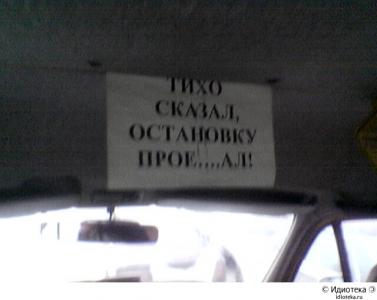 ТИХО
СКАЗАЛ,
ОСТАНОВКУ
ПРОЕ....АЛ!
© Идиотека
Idioteka.ru